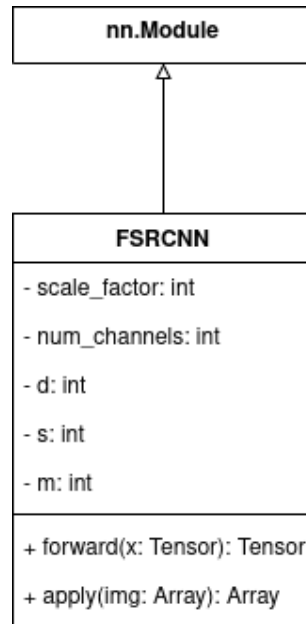 nn.Module
FSRCNN
- scale_factor: int
- num_channels: int
- d: int
- s: int
- m: int
+ forward(x: Tensor): Tensor
+ apply(img: Array): Array